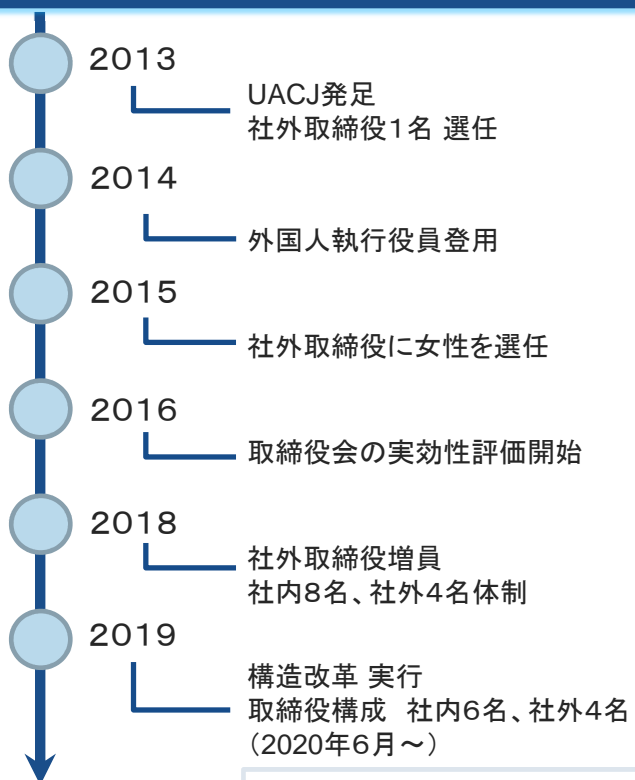 2013
UACJ発足
社外取締役1名 選任
2014
外国人執行役員登用
2015
社外取締役に女性を選任
2016
取締役会の実効性評価開始
2018
社外取締役増員
社内8名、社外4名体制
2019
構造改革 実行
取締役構成 社内6名、社外4名
（2020年6月～）